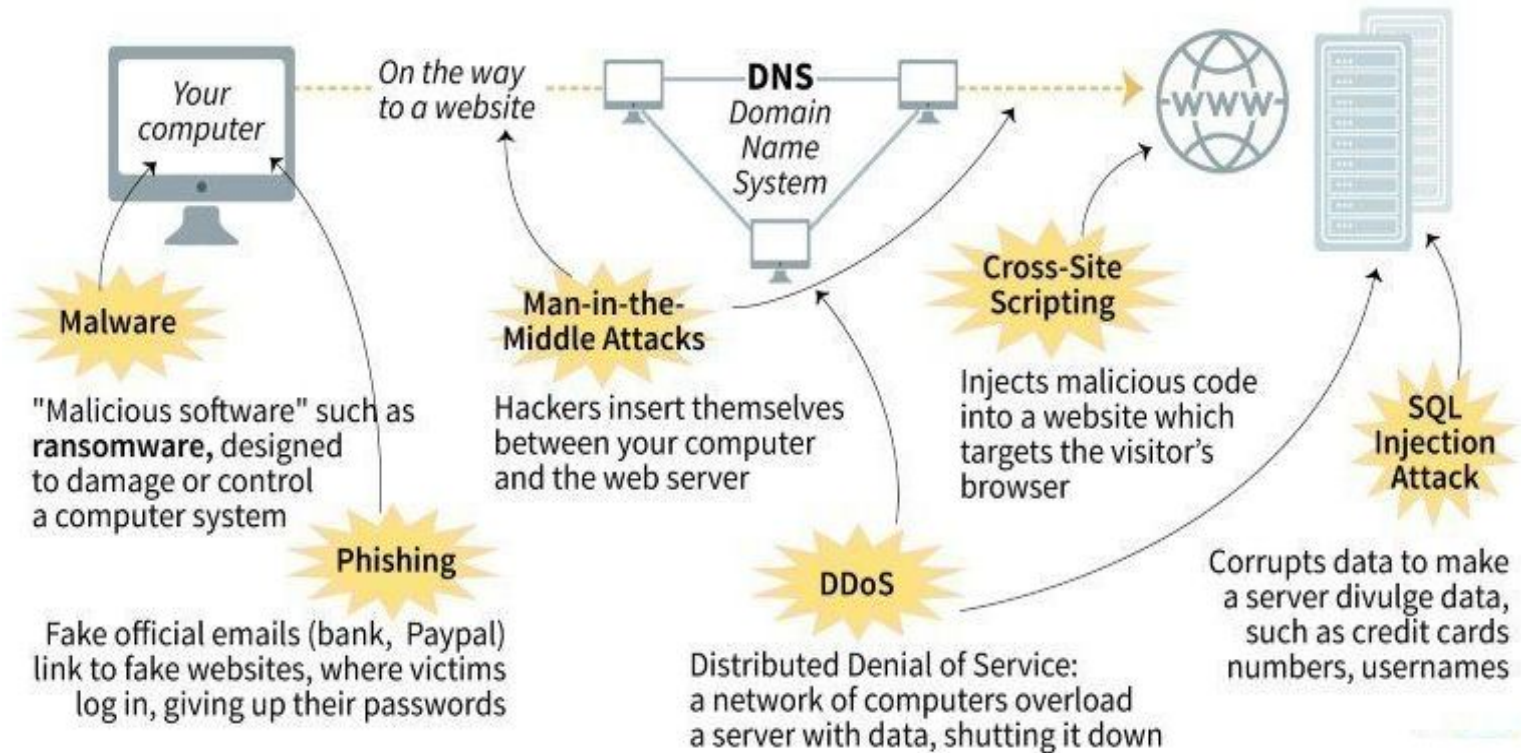 Your
computer
On the way
to a website
DNS
Domain
Name
System
WWW
Malware
"Malicious software" such as
ransomware, designed
to damage or control
a computer system
Phishing
Fake official emails (bank, Paypal)
link to fake websites, where victims
log in, giving up their passwords
Man-in-the-
Middle Attacks
Hackers insert themselves
between your computer
and the web server
DDoS
Distributed Denial of Service:
a network of computers overload
a server with data, shutting it down
Cross-Site
Scripting
Injects malicious code
into a website which
targets the visitor's
browser
SQL
Injection
Attack
Corrupts data to make
a server divulge data,
such as credit cards
numbers, usernames